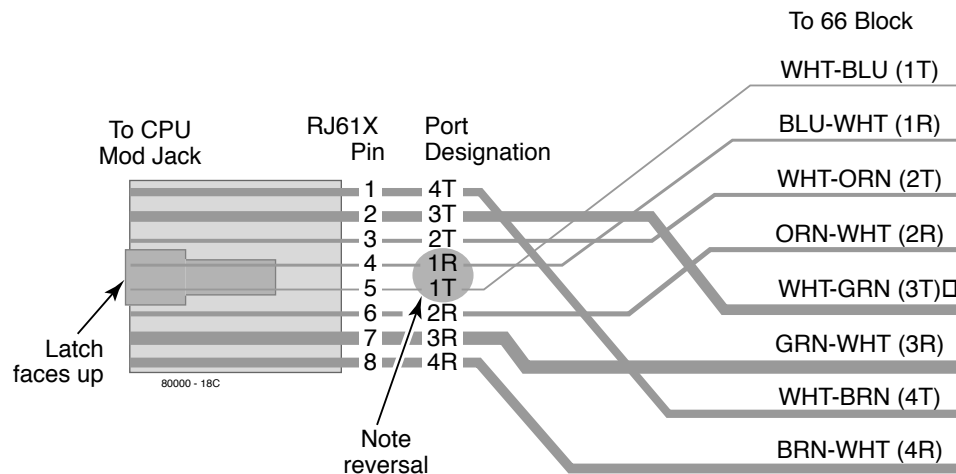 To 66 Block
WHT-BLU (1T)
BLU-WHT (1R)
WHT-ORN (2T)
ORN-WHT (2R)
WHT-GRN (3T)
GRN-WHT (3R)
WHT-BRN (4T)
BRN-WHT (4R)
To CPU
Mod Jack
RJ61X
Pin
Port
Designation
1 4T
2 3T
3 2T
4 1R
5 1T
6 2R
7 3R
8 4R
Latch
faces up
80000 - 18C
Note
reversal